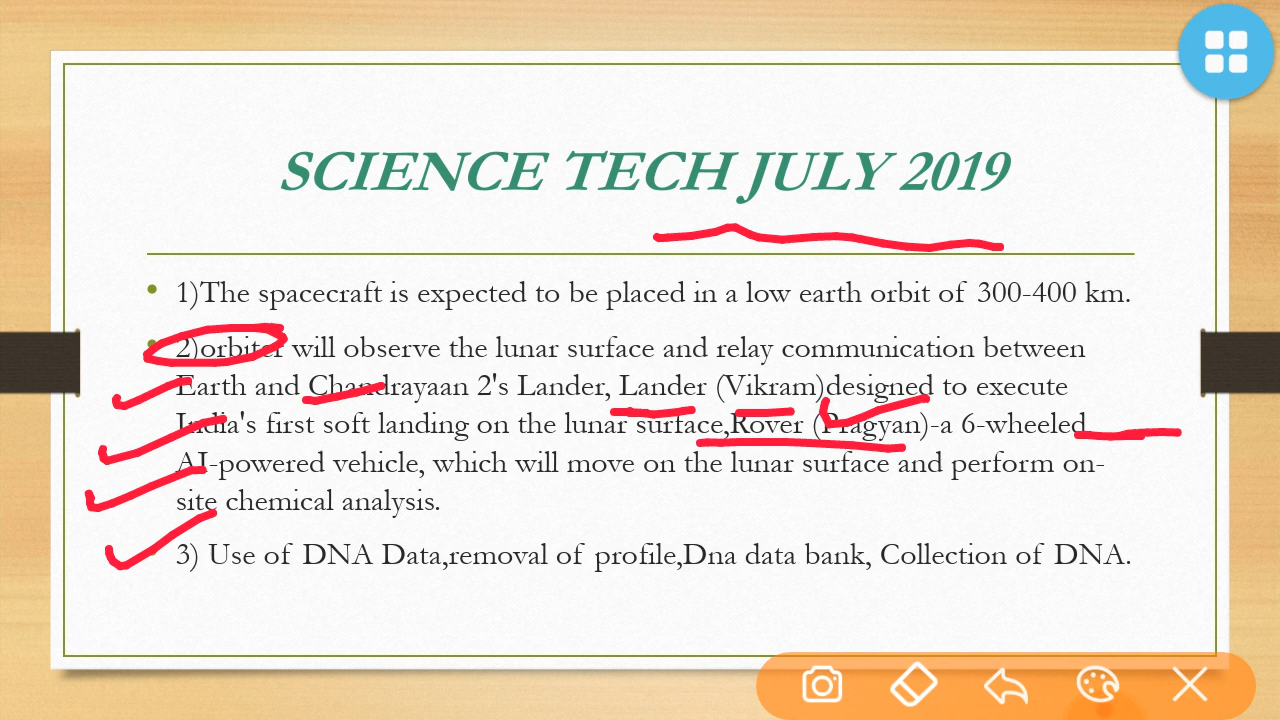 SCIENCE TECH JULY 2019
• 1)The spacecraft is expected to be placed in a low earth orbit of 300-400 km.
• 2)orbiter will observe the lunar surface and relay communication between
Earth and Chandrayaan 2's Lander, Lander (Vikram)designed to execute
India's first soft landing on the lunar surface,Rover (Pragyan)-a 6-wheeled
AI-powered vehicle, which will move on the lunar surface and perform on-
site chemical analysis.
3) Use of DNA Data,removal of profile,Dna data bank, Collection of DNA.